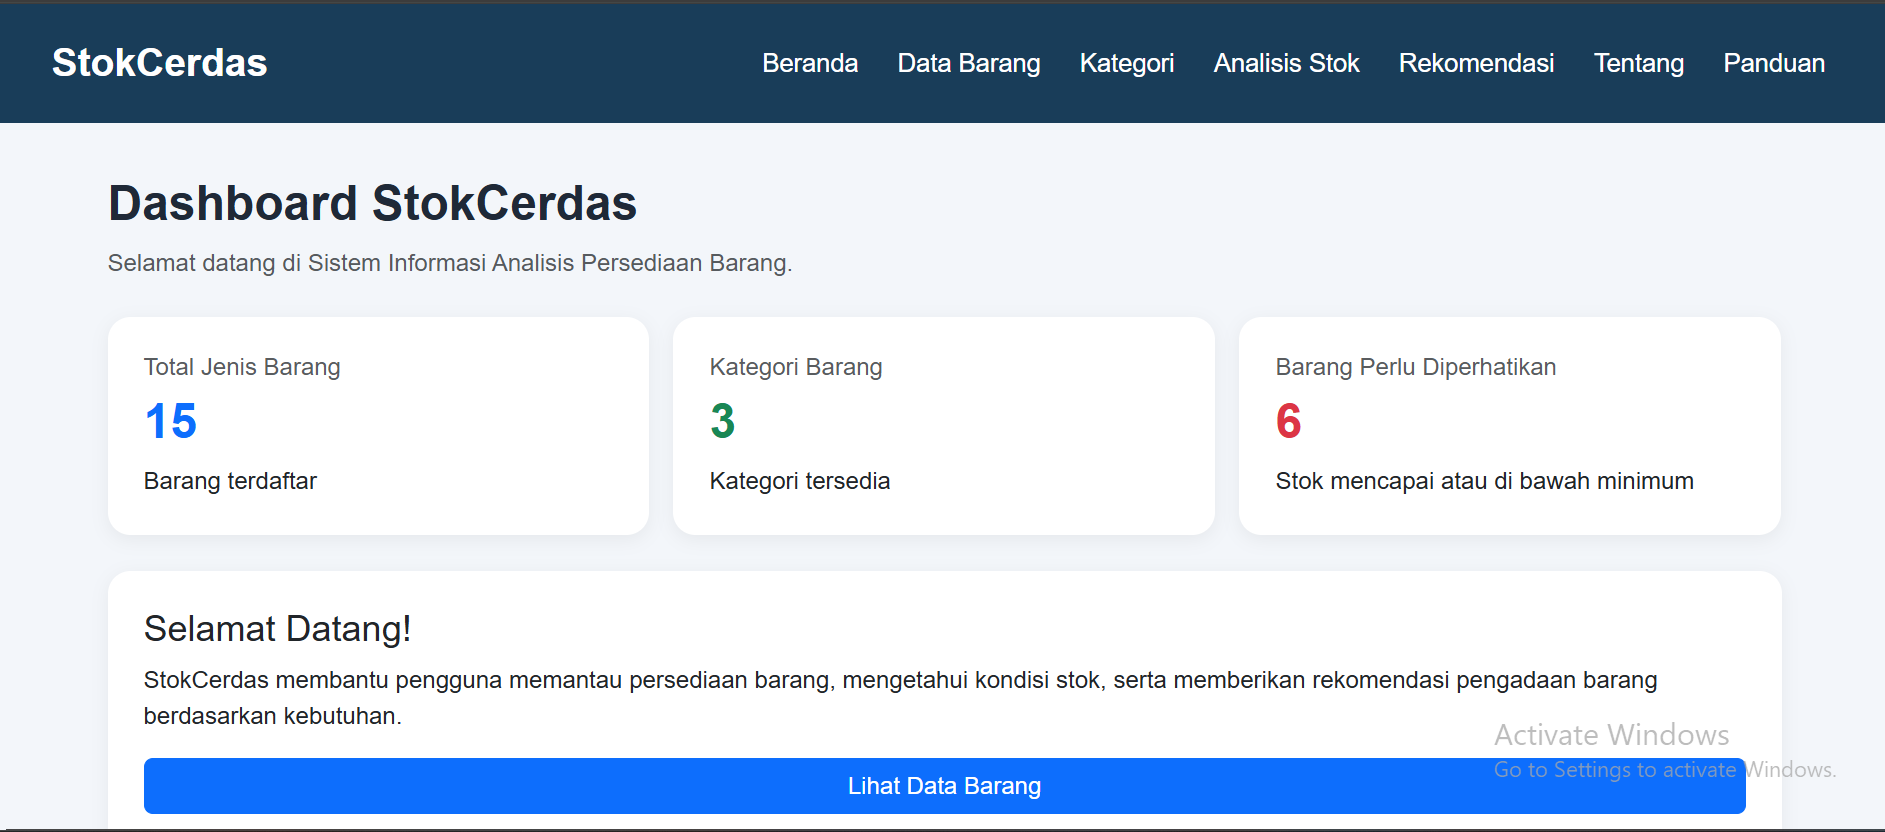 StokCerdas
Beranda Data Barang Kategori Analisis Stok Rekomendasi Tentang Panduan
Dashboard StokCerdas
Selamat datang di Sistem Informasi Analisis Persediaan Barang.
Total Jenis Barang
15
Barang terdaftar
Kategori Barang
3
Kategori tersedia
Barang Perlu Diperhatikan
6
Stok mencapai atau di bawah minimum
Selamat Datang!
StokCerdas membantu pengguna memantau persediaan barang, mengetahui kondisi stok, serta memberikan rekomendasi pengadaan barang
berdasarkan kebutuhan.
Lihat Data Barang
Activate Windows
Go to Settings to activate Windows.